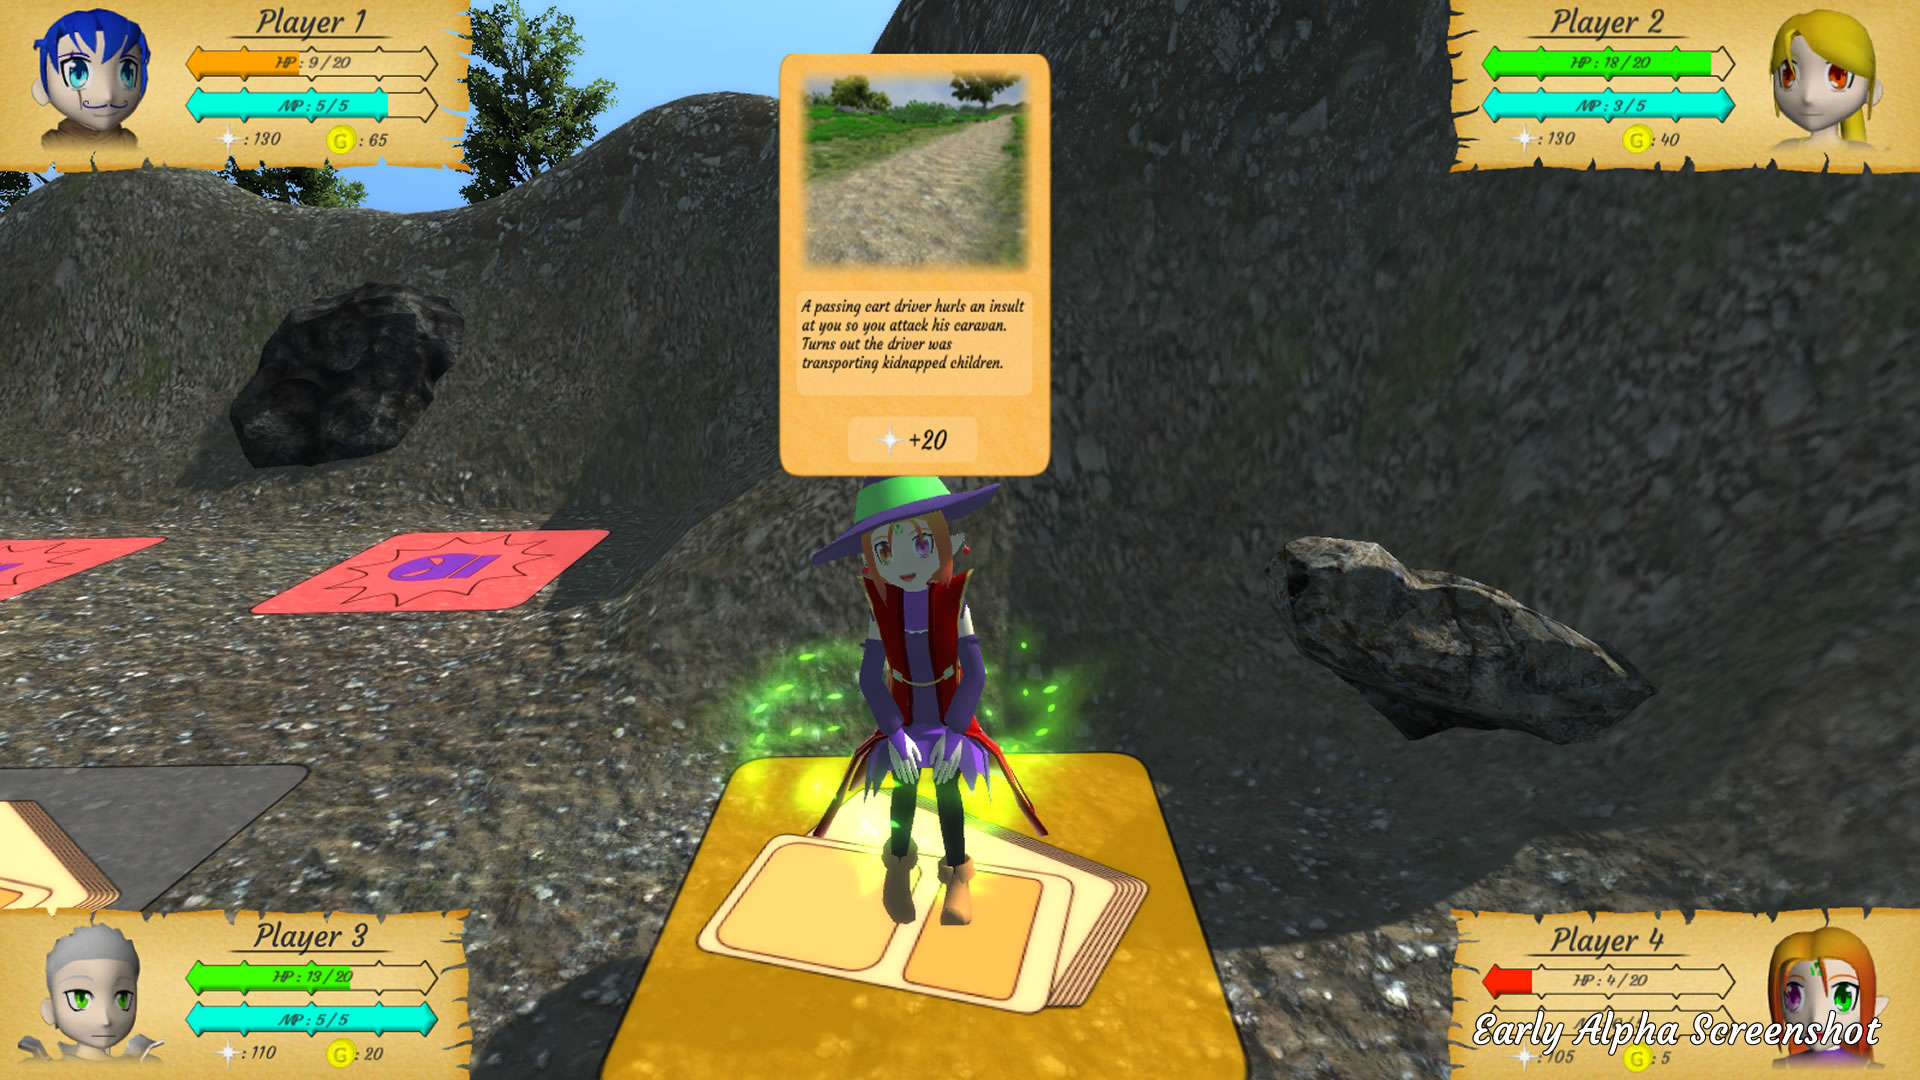 Player 1
HP : 9 / 20
MP : 5 / 5
: 130
G : 65
Player 2
HP : 18 / 20
MP : 3 / 5
: 130
G : 40
A passing cart driver hurls an insult
at you so you attack his caravan.
Turns out the driver was
transporting kidnapped children.
+20
Player 3
HP : 13 / 20
MP : 5 / 5
: 110
G : 20
Player 4
HP : 4 / 20
Early Alpha Screenshot
: 105
G : 5